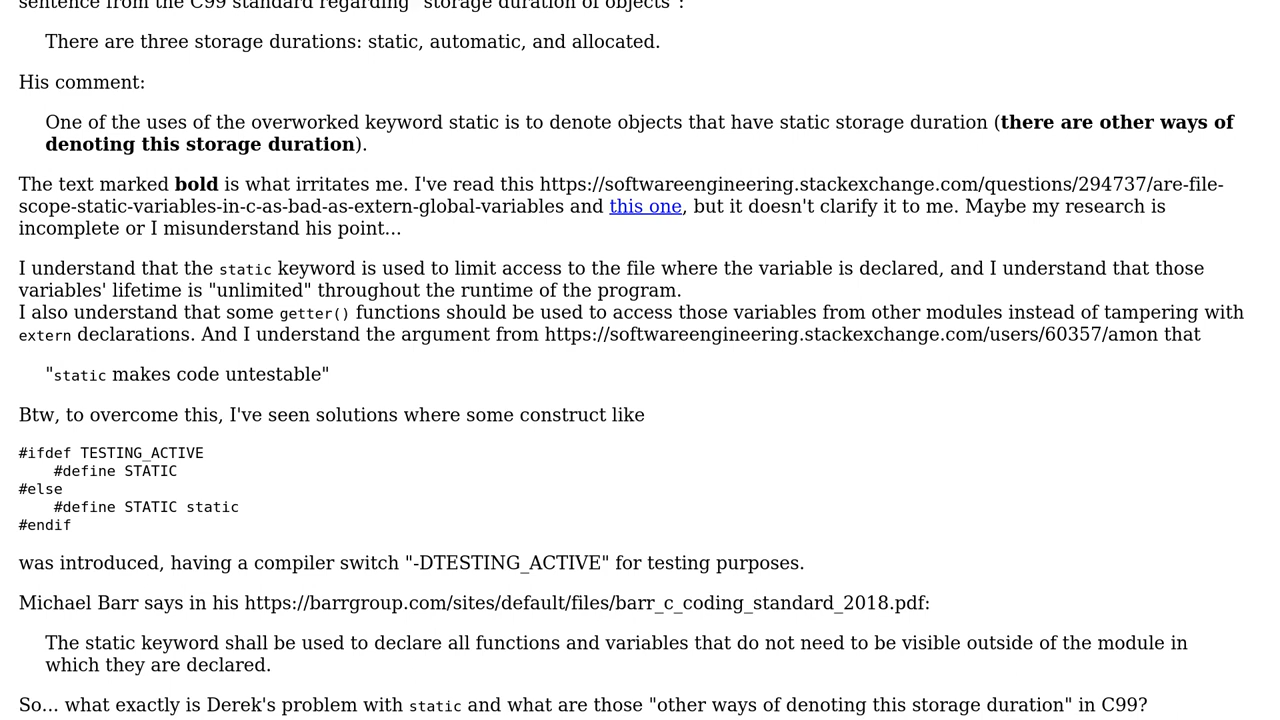 sentence from the C99 standard regarding "storage duration of objects":
There are three storage durations: static, automatic, and allocated.
His comment:
One of the uses of the overworked keyword static is to denote objects that have static storage duration (there are other ways of
denoting this storage duration).
The text marked bold is what irritates me. I've read this https://softwareengineering.stackexchange.com/questions/294737/are-file-
scope-static-variables-in-c-as-bad-as-extern-global-variables and this one, but it doesn't clarify it to me. Maybe my research is
incomplete or I misunderstand his point...
I understand that the static keyword is used to limit access to the file where the variable is declared, and I understand that those
variables' lifetime is "unlimited" throughout the runtime of the program.
I also understand that some getter() functions should be used to access those variables from other modules instead of tampering with
extern declarations. And I understand the argument from https://softwareengineering.stackexchange.com/users/60357/amon that
"static makes code untestable"
Btw, to overcome this, I've seen solutions where some construct like
#ifdef TESTING_ACTIVE
    #define STATIC
#else
    #define STATIC static
#endif
was introduced, having a compiler switch "-DTESTING_ACTIVE" for testing purposes.
Michael Barr says in his https://barrgroup.com/sites/default/files/barr_c_coding_standard_2018.pdf:
The static keyword shall be used to declare all functions and variables that do not need to be visible outside of the module in
which they are declared.
So... what exactly is Derek's problem with static and what are those "other ways of denoting this storage duration" in C99?